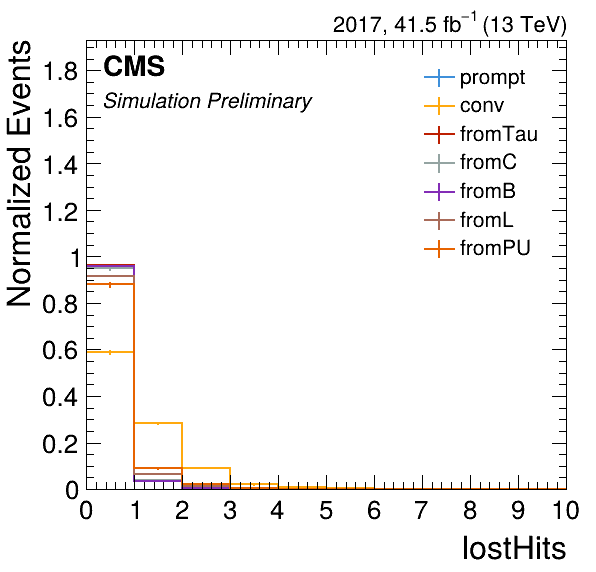 2017, 41.5 fb⁻¹ (13 TeV)
CMS
Simulation Preliminary
prompt
conv
fromTau
fromC
fromB
fromL
fromPU
Normalized Events
1.8
1.6
1.4
1.2
1
0.8
0.6
0.4
0.2
0
0 1 2 3 4 5 6 7 8 9 10
lostHits